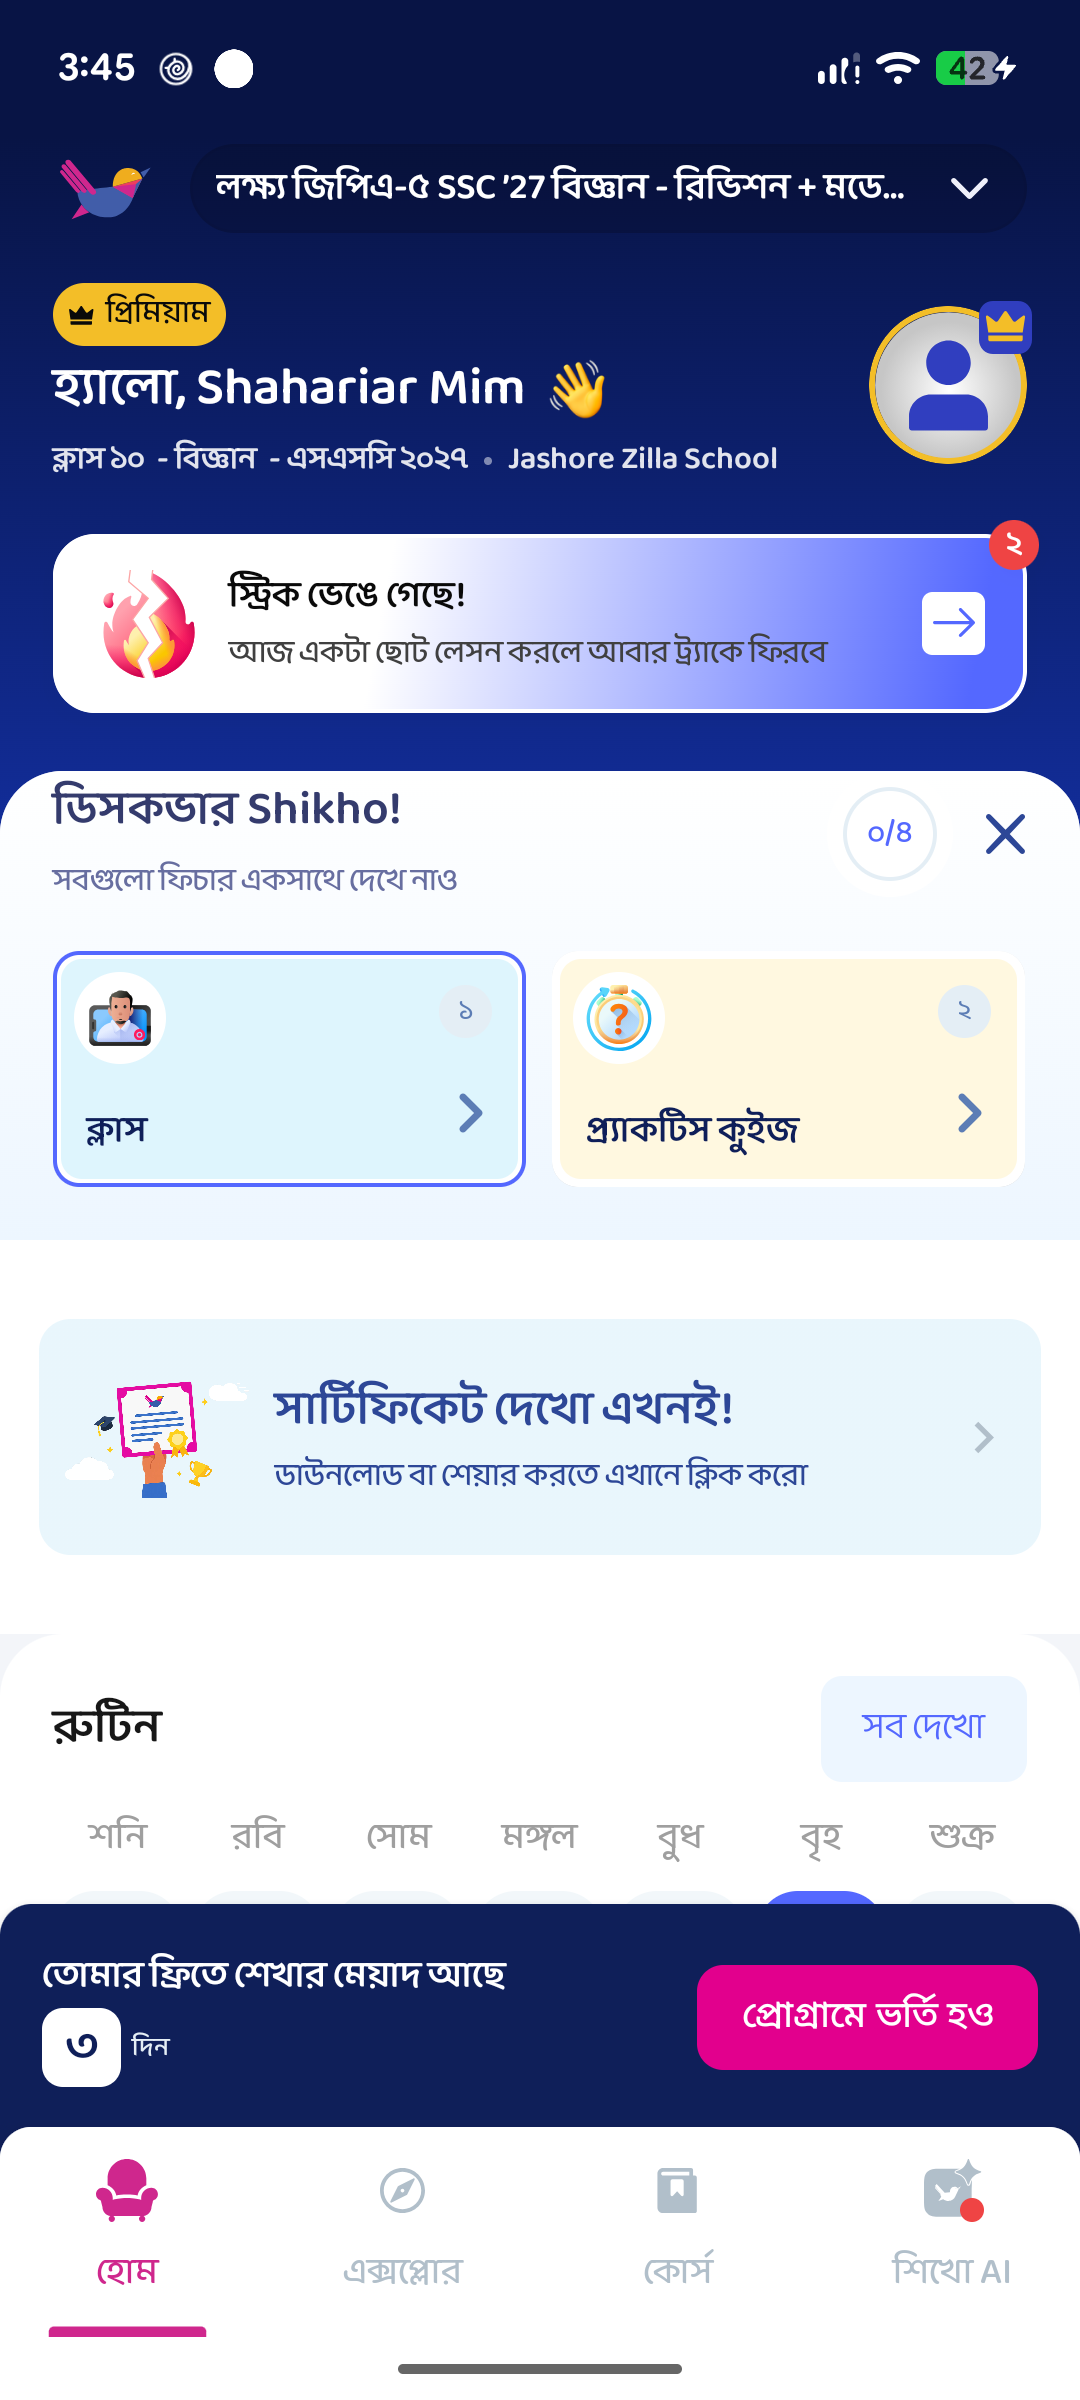 3:45
42
লক্ষ্য জিপিএ-৫ SSC ’27 বিজ্ঞান - রিভিশন + মডে...
প্রিমিয়াম
হ্যালো, Shahariar Mim 👋
ক্লাস ১০ - বিজ্ঞান - এসএসসি ২০২৭ • Jashore Zilla School
২
স্ট্রিক ভেঙে গেছে!
আজ একটা ছোট লেসন করলে আবার ট্র্যাকে ফিরবে
ডিসকভার Shikho!
০/৪
সবগুলো ফিচার একসাথে দেখে নাও
১
২
ক্লাস
প্র্যাকটিস কুইজ
সার্টিফিকেট দেখো এখনই!
ডাউনলোড বা শেয়ার করতে এখানে ক্লিক করো
রুটিন
সব দেখো
শনি রবি সোম মঙ্গল বুধ বৃহ শুক্র
তোমার ফ্রিতে শেখার মেয়াদ আছে
৩ দিন
প্রোগ্রামে ভর্তি হও
হোম এক্সপ্লোর কোর্স শিখো AI